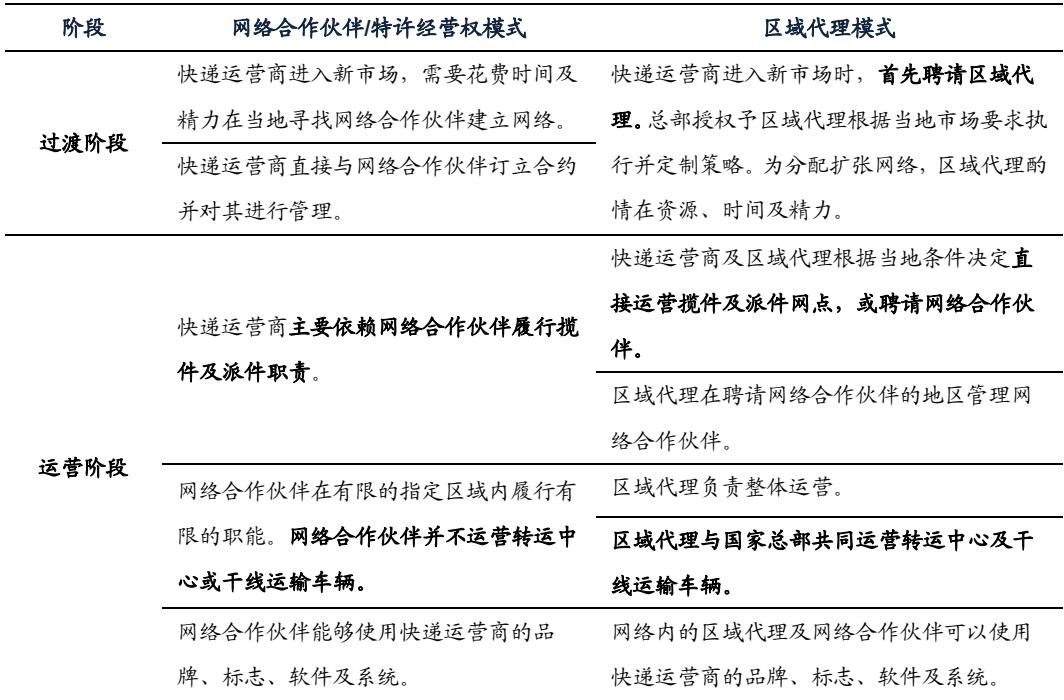 阶段 网络合作伙伴/特许经营权模式 区域代理模式
过渡阶段
快递运营商进入新市场，需要花费时间及
精力在当地寻找网络合作伙伴建立网络。
快递运营商直接与网络合作伙伴订立合约
并对其进行管理。
快递运营商进入新市场时，首先聘请区域代
理。总部授权予区域代理根据当地市场要求执
行并定制策略。为分配扩张网络，区域代理酌
情在资源、时间及精力。
运营阶段
快递运营商主要依赖网络合作伙伴履行揽
件及派件职责。
快递运营商及区域代理根据当地条件决定直
接运营揽件及派件网点，或聘请网络合作伙
伴。
区域代理在聘请网络合作伙伴的地区管理网
络合作伙伴。
网络合作伙伴在有限的指定区域内履行有
限的职能。网络合作伙伴并不运营转运中
心或干线运输车辆。
区域代理负责整体运营。
区域代理与国家总部共同运营转运中心及干
线运输车辆。
网络合作伙伴能够使用快递运营商的品
牌、标志、软件及系统。
网络内的区域代理及网络合作伙伴可以使用
快递运营商的品牌、标志、软件及系统。